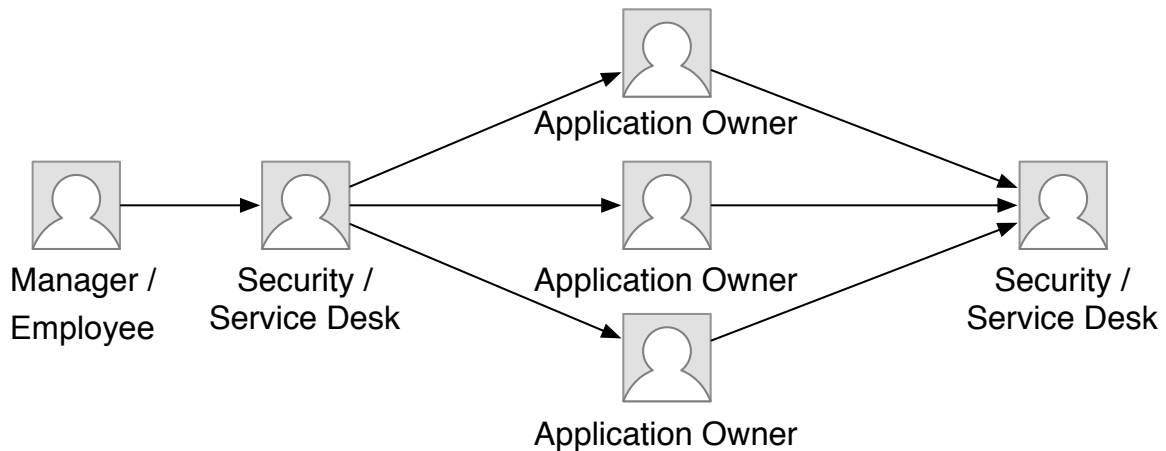 Application Owner
Manager /
Employee
Security /
Service Desk
Application Owner
Security /
Service Desk
Application Owner